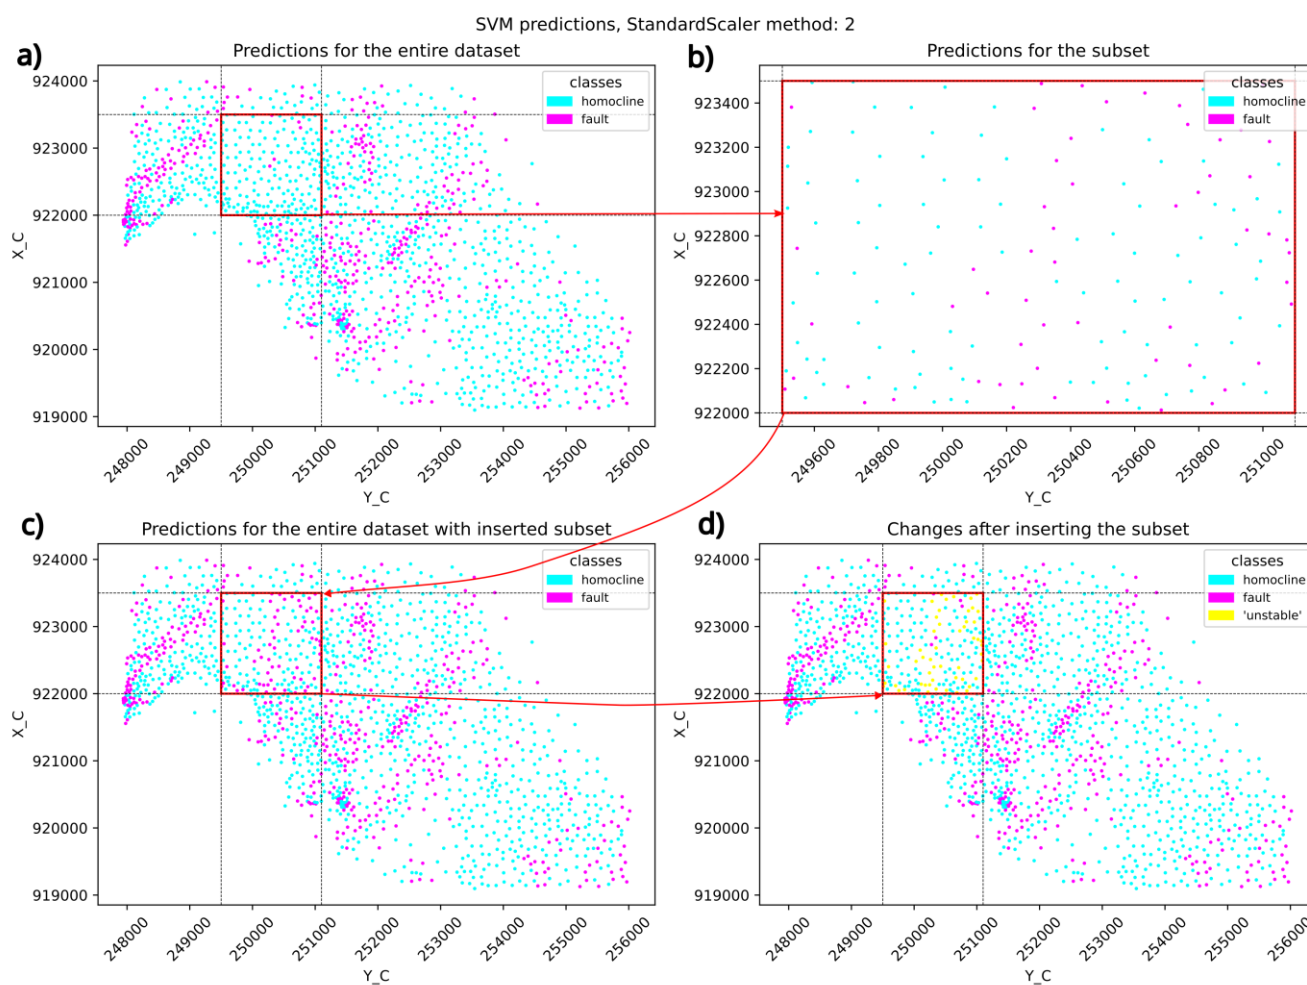 SVM predictions, StandardScaler method: 2
a)
Predictions for the entire dataset
classes
homocline
fault
924000
923000
922000
921000
920000
919000
X_C
248000
249000
250000
251000
252000
253000
254000
255000
256000
Y_C
b)
Predictions for the subset
classes
homocline
fault
923400
923200
923000
922800
922600
922400
922200
922000
X_C
249600
249800
250000
250200
250400
250600
250800
251000
Y_C
c)
Predictions for the entire dataset with inserted subset
classes
homocline
fault
924000
923000
922000
921000
920000
919000
X_C
248000
249000
250000
251000
252000
253000
254000
255000
256000
Y_C
d)
Changes after inserting the subset
classes
homocline
fault
'unstable'
924000
923000
922000
921000
920000
919000
X_C
248000
249000
250000
251000
252000
253000
254000
255000
256000
Y_C